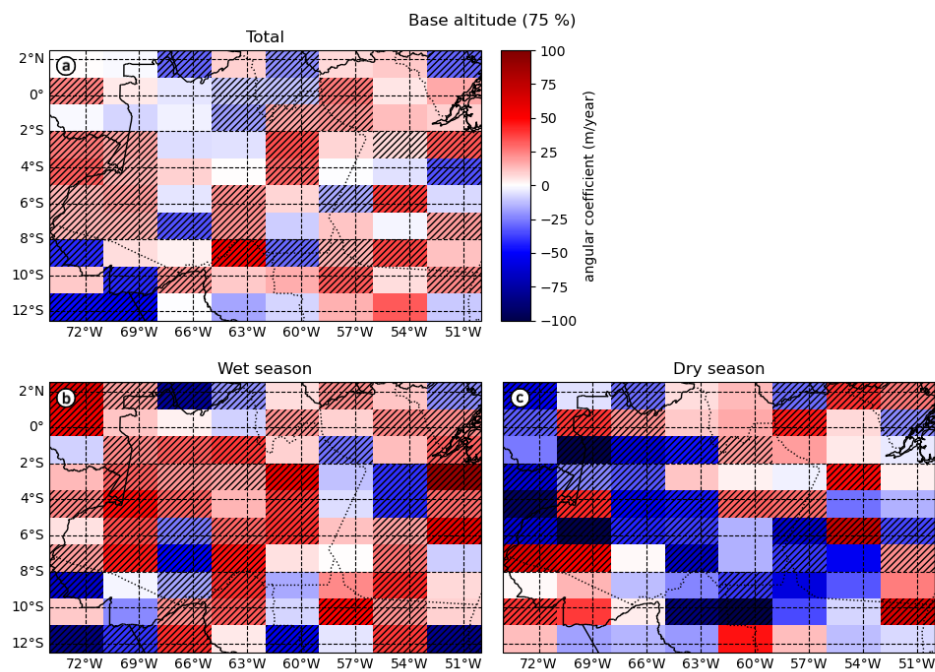 Base altitude (75 %)
Total
a
2°N
0°
2°S
4°S
6°S
8°S
10°S
12°S
72°W 69°W 66°W 63°W 60°W 57°W 54°W 51°W
100
75
50
25
0
−25
−50
−75
−100
angular coefficient (m/year)
Wet season
b
2°N
0°
2°S
4°S
6°S
8°S
10°S
12°S
72°W 69°W 66°W 63°W 60°W 57°W 54°W 51°W
Dry season
c
72°W 69°W 66°W 63°W 60°W 57°W 54°W 51°W